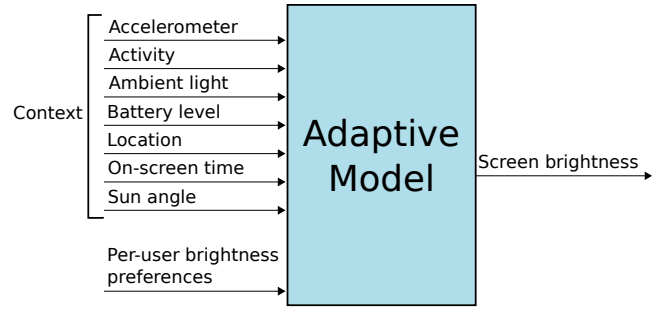 Accelerometer
Activity
Ambient light
Battery level
Context
Location
On-screen time
Sun angle
Per-user brightness
preferences
Adaptive
Model
Screen brightness